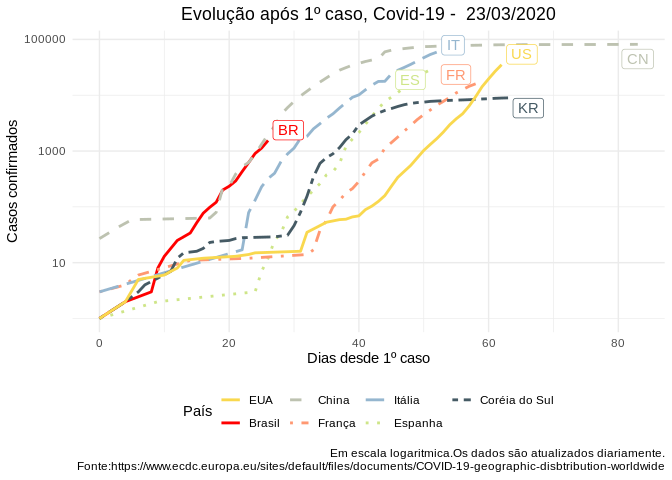 Evolução após 1º caso, Covid-19 -  23/03/2020
Casos confirmados
100000
1000
10
IT
US
CN
FR
ES
KR
BR
0
20
40
60
80
Dias desde 1º caso
País
EUA
China
Itália
Coréia do Sul
Brasil
França
Espanha
Em escala logaritmica.Os dados são atualizados diariamente.
Fonte:https://www.ecdc.europa.eu/sites/default/files/documents/COVID-19-geographic-disbtribution-worldwide